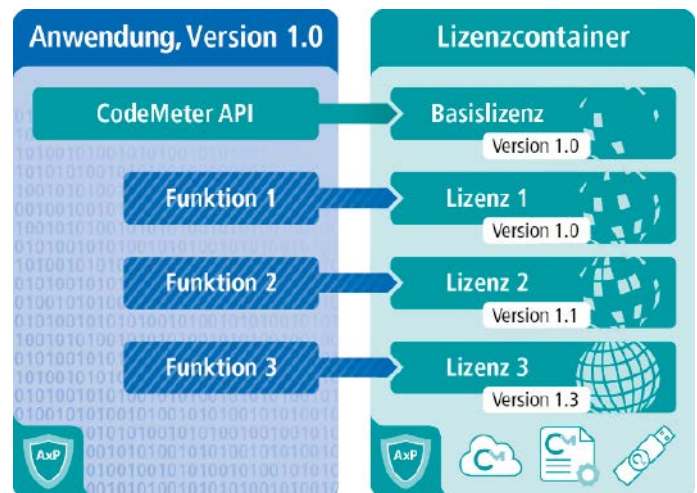 Anwendung, Version 1.0
Lizenzcontainer
CodeMeter API
Basislizenz
Version 1.0
Funktion 1
Lizenz 1
Version 1.0
Funktion 2
Lizenz 2
Version 1.1
Funktion 3
Lizenz 3
Version 1.3
AxP
AxP